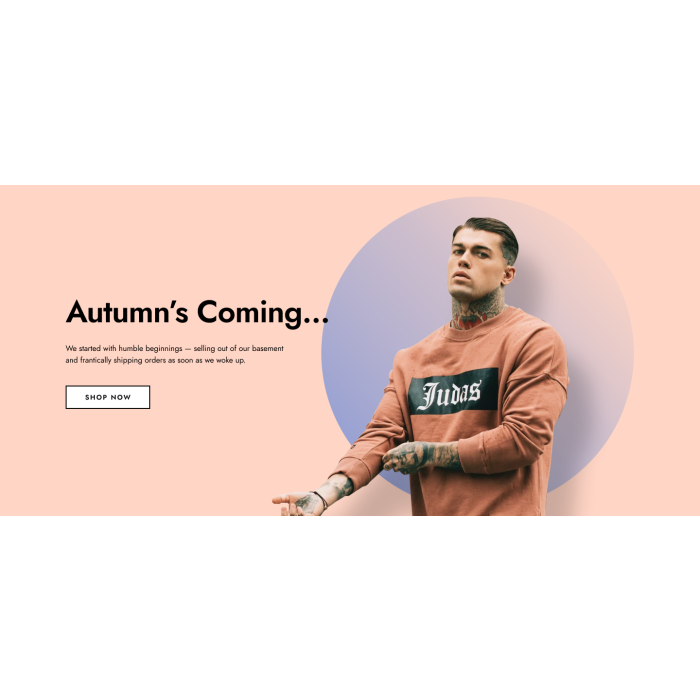 Autumn’s Coming...
We started with humble beginnings — selling out of our basement
and frantically shipping orders as soon as we woke up.
SHOP NOW
Judas